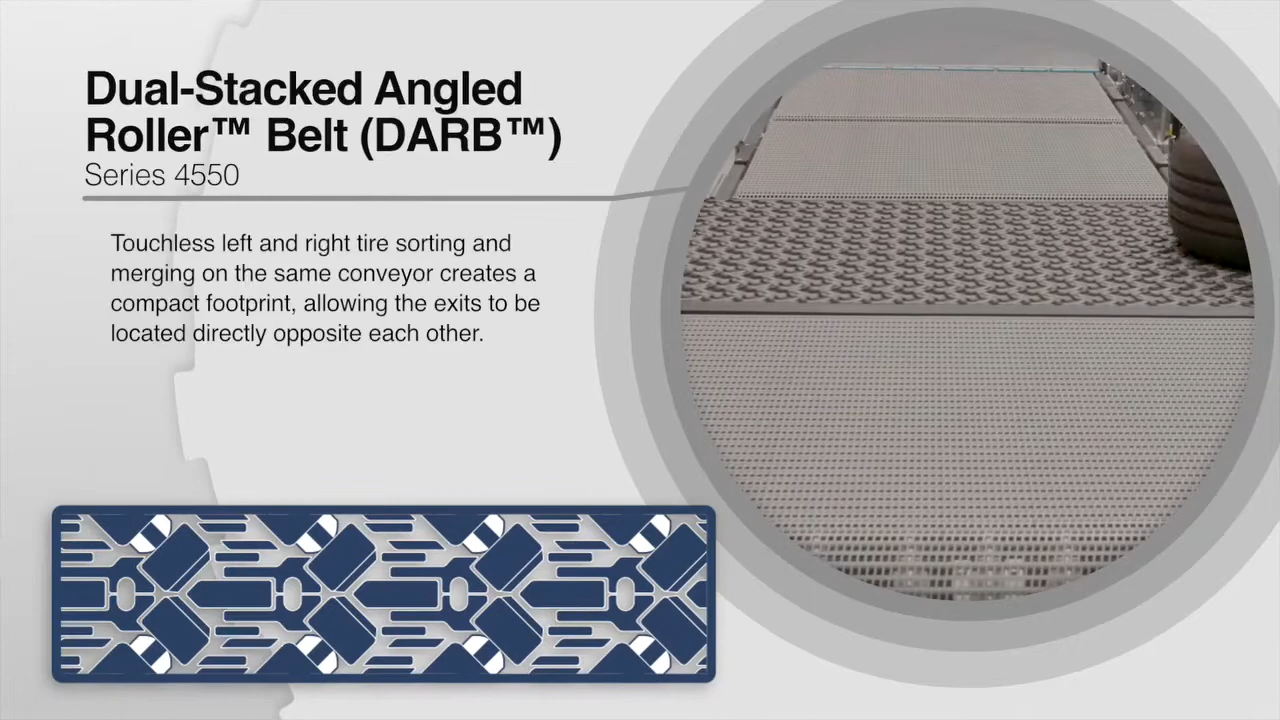 Dual-Stacked Angled
Roller™ Belt (DARB™)
Series 4550
Touchless left and right tire sorting and
merging on the same conveyor creates a
compact footprint, allowing the exits to be
located directly opposite each other.